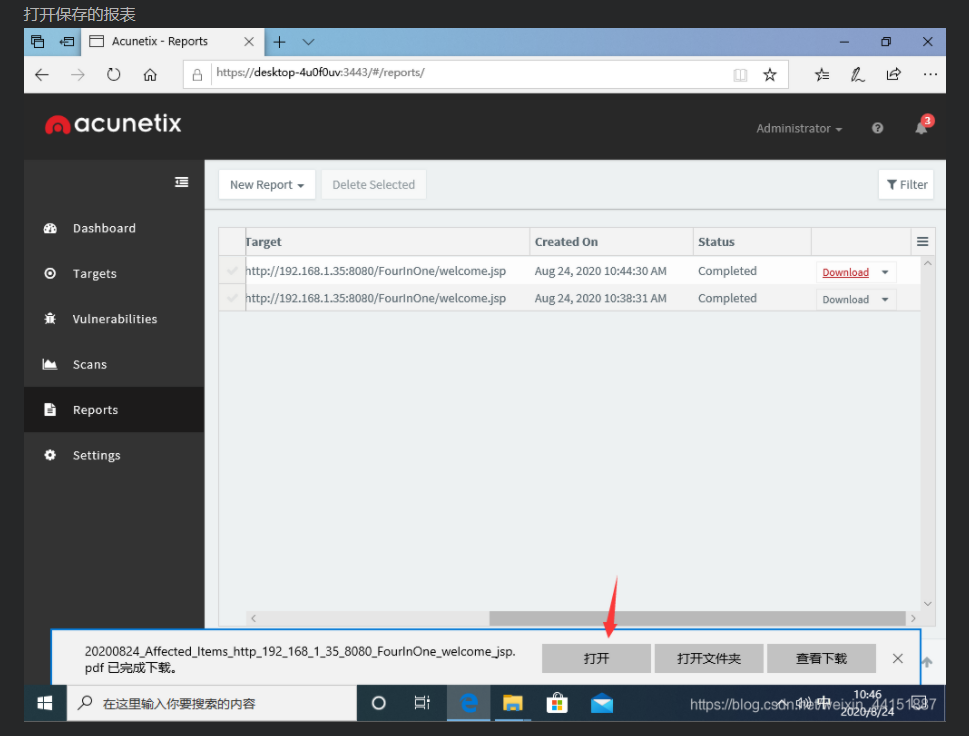 打开保存的报表
Acunetix - Reports
https://desktop-4u0f0uv:3443/#/reports/
acunetix
Administrator
3
New Report
Delete Selected
Filter
Dashboard
Targets
Vulnerabilities
Scans
Reports
Settings
Target Created On Status
http://192.168.1.35:8080/FourInOne/welcome.jsp Aug 24, 2020 10:44:30 AM Completed Download
http://192.168.1.35:8080/FourInOne/welcome.jsp Aug 24, 2020 10:38:31 AM Completed Download
20200824_Affected_Items_http_192_168_1_35_8080_FourInOne_welcome_jsp.
pdf 已完成下载。
打开 打开文件夹 查看下载
在这里输入你要搜索的内容
中
10:46
2020/8/24
https://blog.csdn.net/weixin_44151887